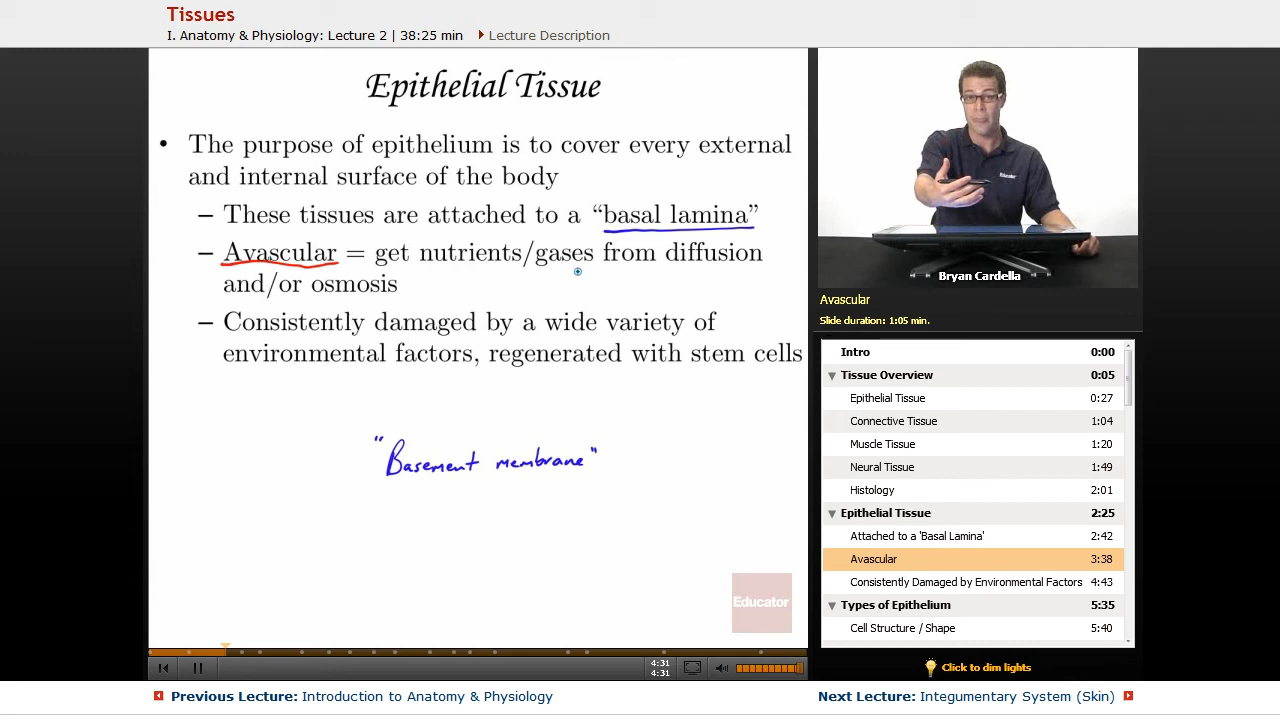 Tissues
I. Anatomy & Physiology: Lecture 2 | 38:25 min Lecture Description
Epithelial Tissue
• The purpose of epithelium is to cover every external
and internal surface of the body
– These tissues are attached to a “basal lamina”
– Avascular = get nutrients/gases from diffusion
and/or osmosis
– Consistently damaged by a wide variety of
environmental factors, regenerated with stem cells
"Basement membrane"
Educator
Educator
Bryan Cardella
Avascular
Slide duration: 1:05 min.
Intro 0:00
Tissue Overview 0:05
Epithelial Tissue 0:27
Connective Tissue 1:04
Muscle Tissue 1:20
Neural Tissue 1:49
Histology 2:01
Epithelial Tissue 2:25
Attached to a 'Basal Lamina' 2:42
Avascular 3:38
Consistently Damaged by Environmental Factors 4:43
Types of Epithelium 5:35
Cell Structure / Shape 5:40
4:31
4:31
Click to dim lights
Previous Lecture: Introduction to Anatomy & Physiology
Next Lecture: Integumentary System (Skin)